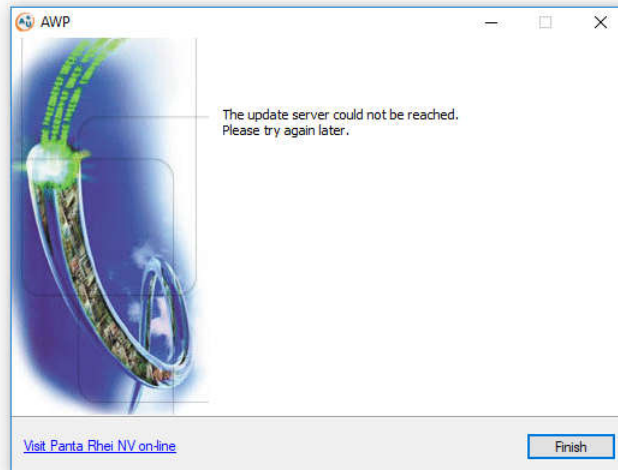 AWP
The update server could not be reached.
Please try again later.
Visit Panta Rhei NV on-line
Finish